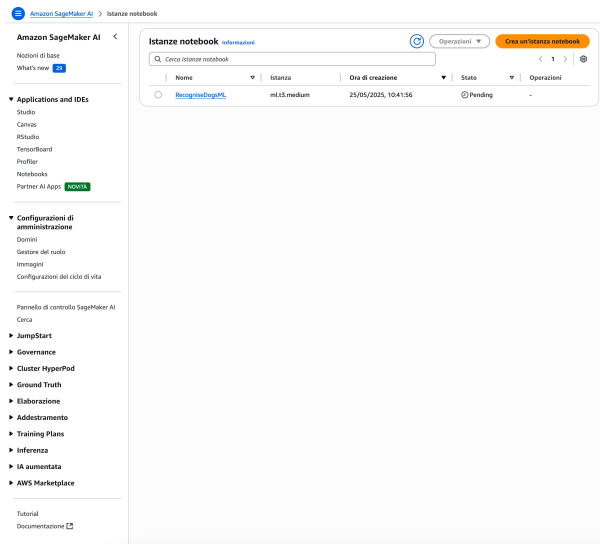 Amazon SageMaker AI > Istanze notebook
Amazon SageMaker AI
Nozioni di base
What's new 29
Applications and IDEs
Studio
Canvas
RStudio
TensorBoard
Profiler
Notebooks
Partner AI Apps NOVITÀ
Configurazioni di
amministrazione
Domini
Gestore del ruolo
Immagini
Configurazioni del ciclo di vita
Pannello di controllo SageMaker AI
Cerca
JumpStart
Governance
Cluster HyperPod
Ground Truth
Elaborazione
Addestramento
Training Plans
Inferenza
IA aumentata
AWS Marketplace
Tutorial
Documentazione
Istanze notebook Informazioni
Operazioni
Crea un'istanza notebook
Cerca Istanze notebook
1
Nome Istanza Ora di creazione Stato Operazioni
RecogniseDogsML ml.t3.medium 25/05/2025, 10:41:56 Pending -